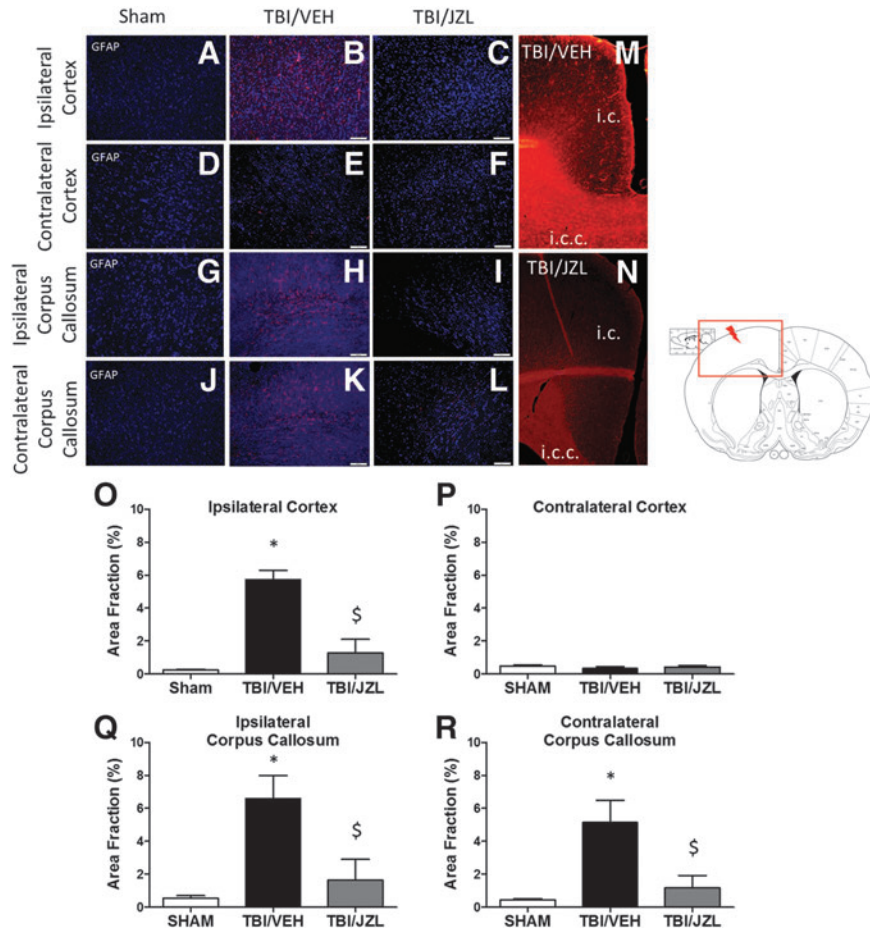 Sham TBI/VEH TBI/JZL
Ipsilateral
Cortex
GFAP A B C
TBI/VEH M
i.c.
i.c.c.
Contralateral
Cortex
GFAP D E F
Ipsilateral
Corpus
Callosum
GFAP G H I
TBI/JZL N
i.c.
i.c.c.
Contralateral
Corpus
Callosum
GFAP J K L
O
Ipsilateral Cortex
Area Fraction (%)
10
8
6
4
2
0
*
$
Sham TBI/VEH TBI/JZL
P
Contralateral Cortex
Area Fraction (%)
10
8
6
4
2
0
SHAM TBI/VEH TBI/JZL
Q
Ipsilateral
Corpus Callosum
Area Fraction (%)
10
8
6
4
2
0
*
$
SHAM TBI/VEH TBI/JZL
R
Contralateral
Corpus Callosum
Area Fraction (%)
10
8
6
4
2
0
*
$
SHAM TBI/VEH TBI/JZL